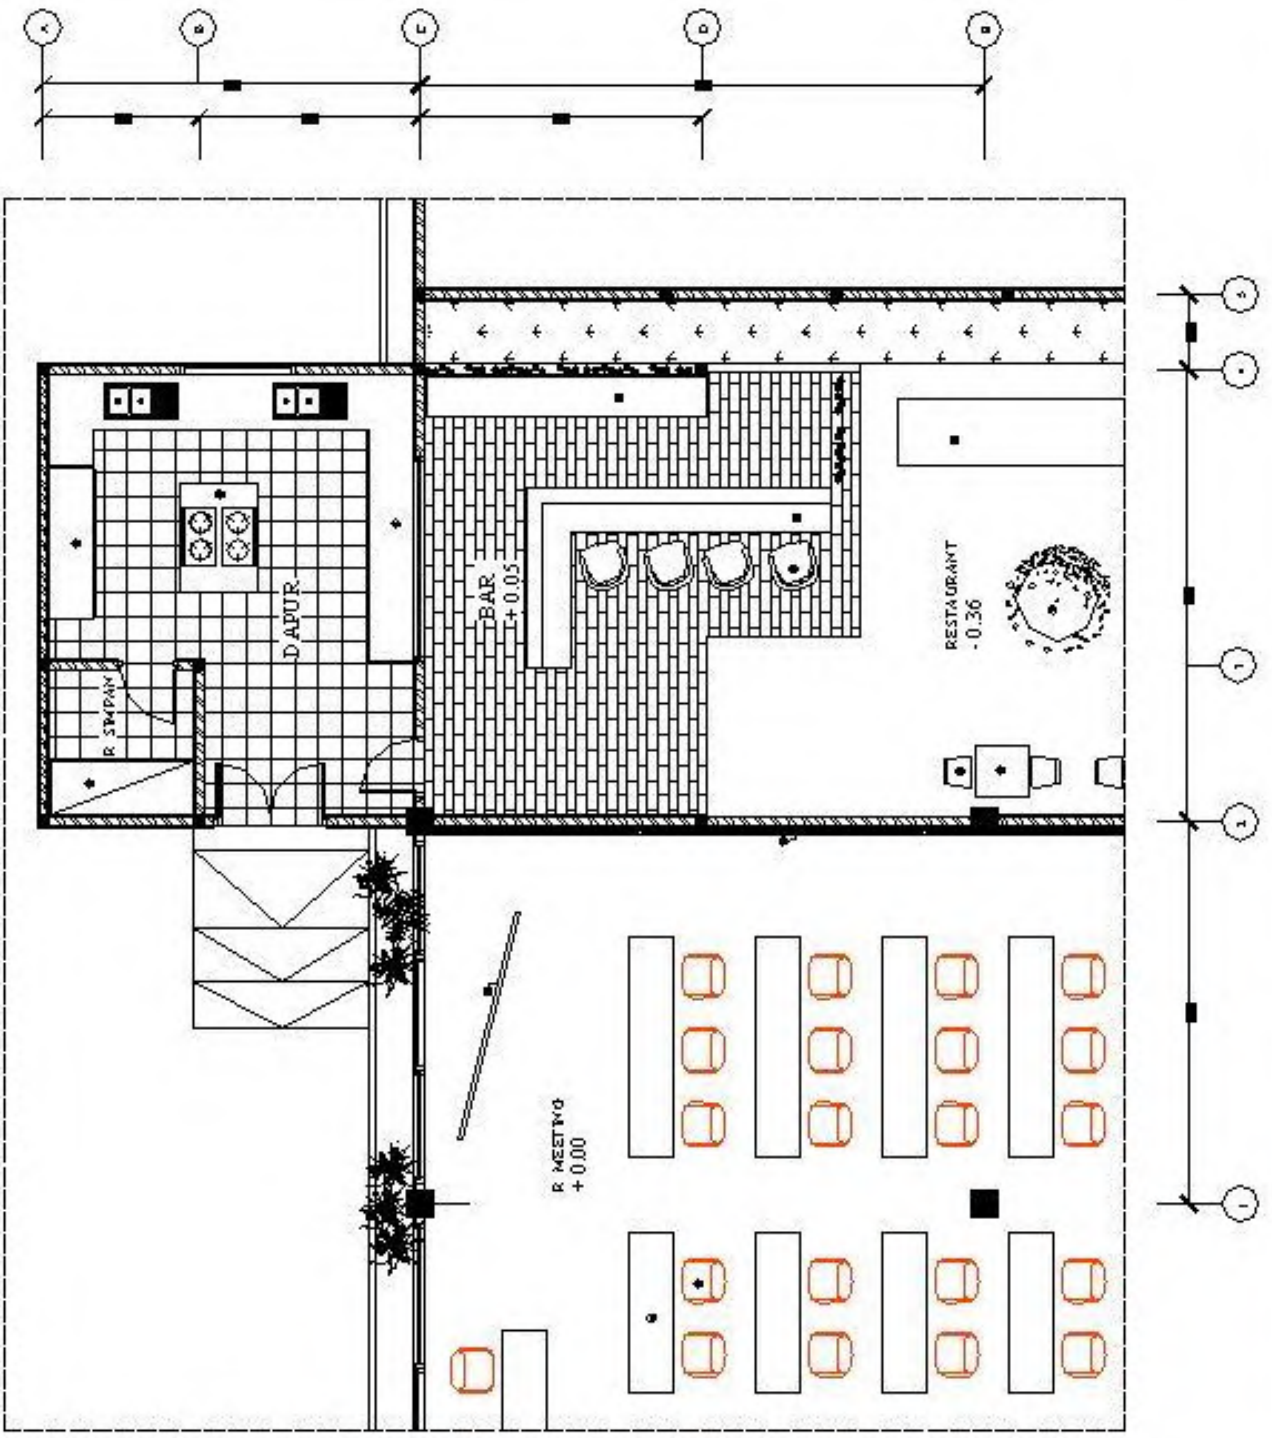 A
B
C
D
DAPUR
R SIMPAN
BAR
+ 0.05
RESTAURANT
- 0.36
R MEETING
+ 0.00